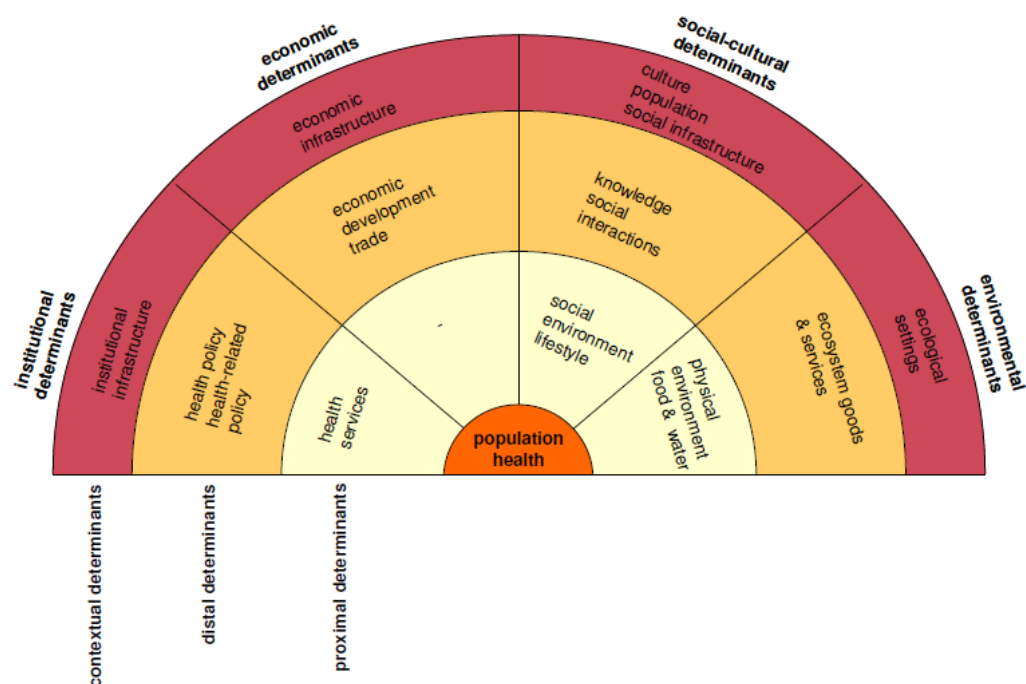 economic
determinants
social-cultural
determinants
institutional
determinants
environmental
determinants
economic
infrastructure
culture
population
social infrastructure
institutional
infrastructure
ecological
settings
economic
development
trade
knowledge
social
interactions
health policy
health-related
policy
ecosystem goods
& services
-
social
environment
lifestyle
health
services
physical
environment
food & water
population
health
contextual determinants
distal determinants
proximal determinants